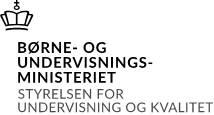 BØRNE- OG
UNDERVISNINGS-
MINISTERIET
STYRELSEN FOR
UNDERVISNING OG KVALITET